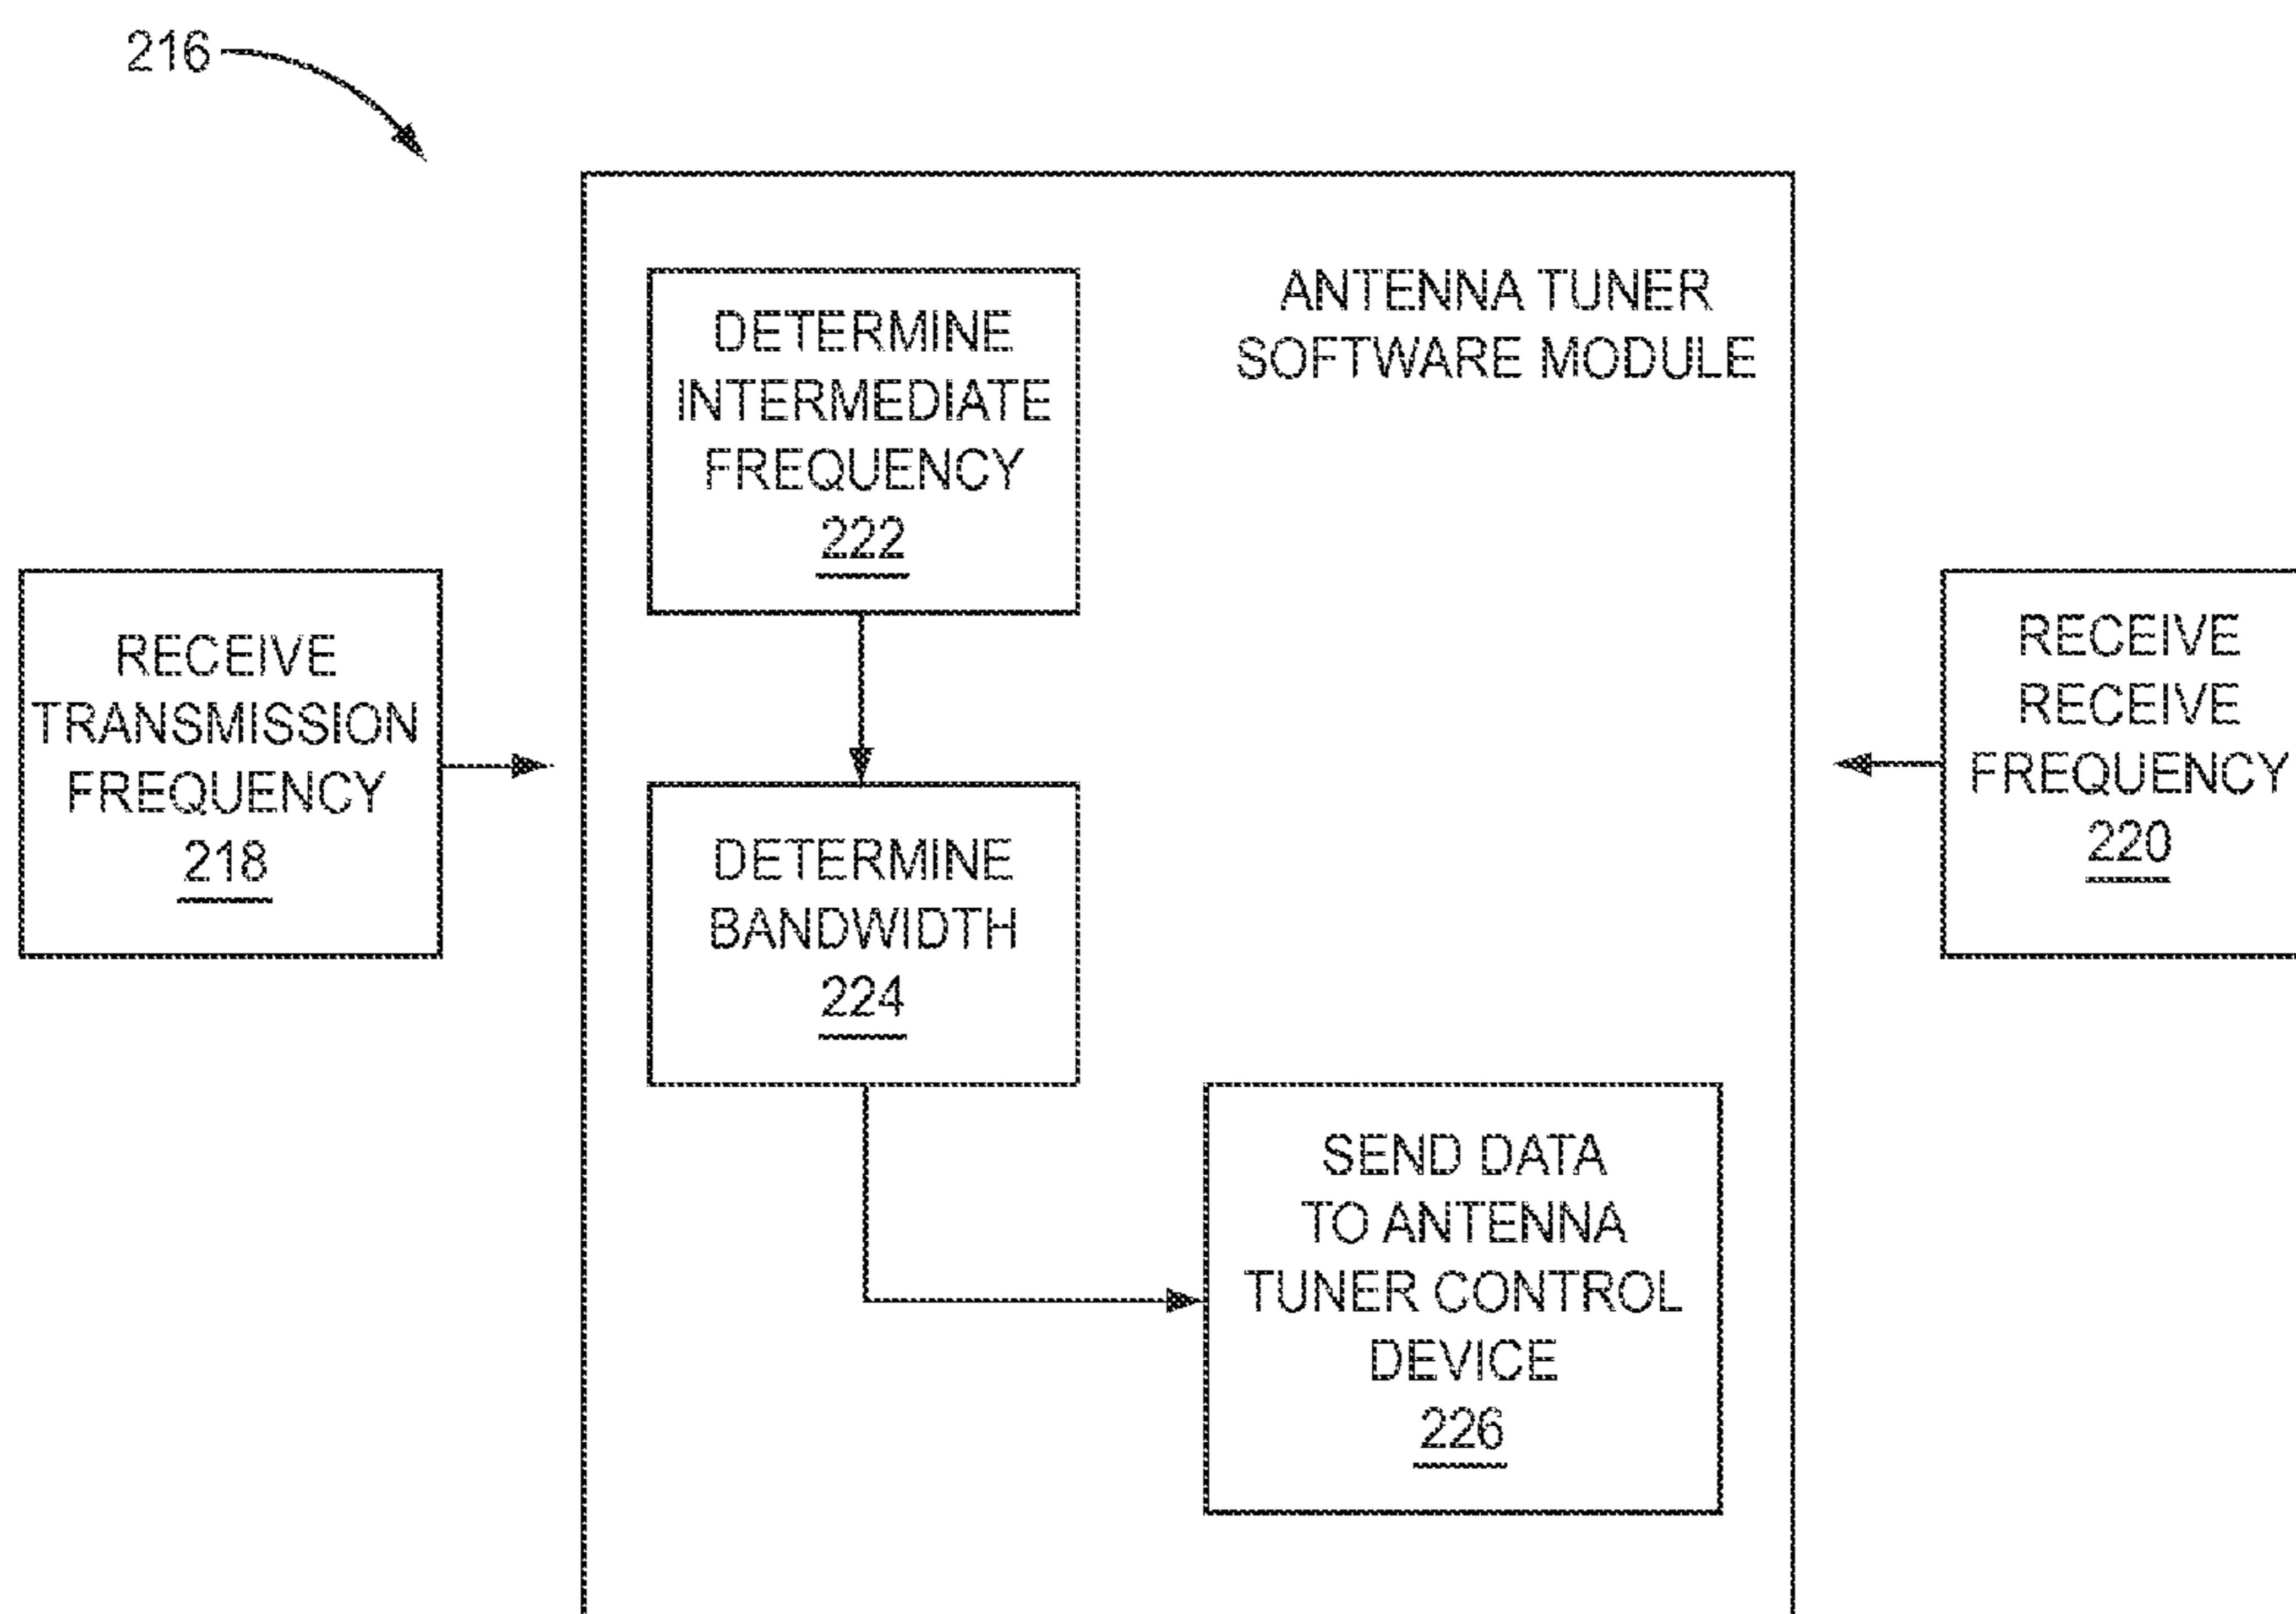 216
ANTENNA TUNER
SOFTWARE MODULE
DETERMINE
INTERMEDIATE
FREQUENCY
222
RECEIVE
TRANSMISSION
FREQUENCY
218
RECEIVE
RECEIVE
FREQUENCY
220
DETERMINE
BANDWIDTH
224
SEND DATA
TO ANTENNA
TUNER CONTROL
DEVICE
226